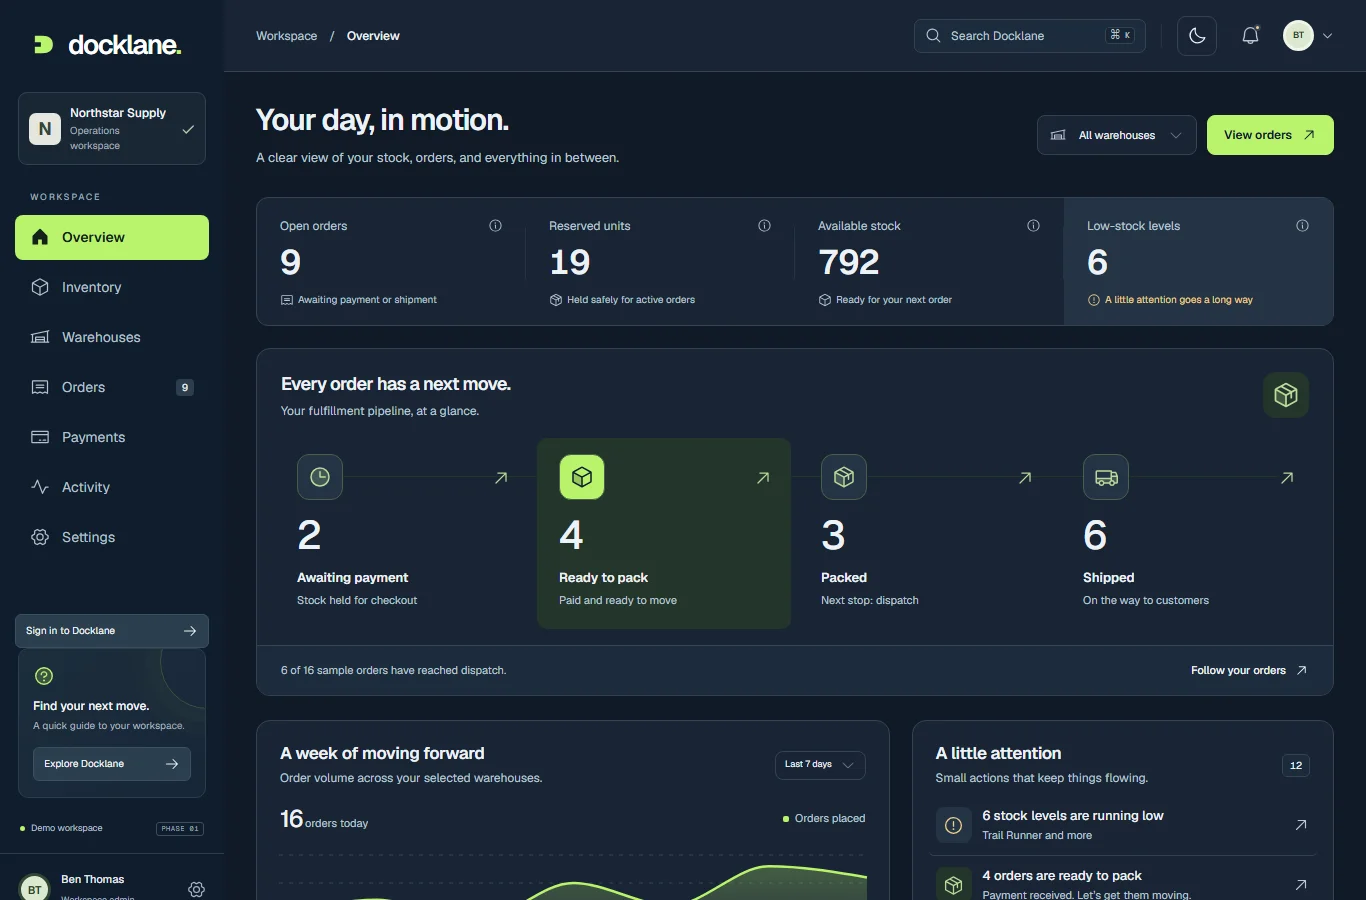 docklane.
Workspace / Overview
Search Docklane
⌘ K
BT
N
Northstar Supply
Operations
workspace
WORKSPACE
Overview
Inventory
Warehouses
Orders
9
Payments
Activity
Settings
Sign in to Docklane
Find your next move.
A quick guide to your workspace.
Explore Docklane
Demo workspace
PHASE 01
BT
Ben Thomas
Workspace admin
Your day, in motion.
A clear view of your stock, orders, and everything in between.
All warehouses
View orders
Open orders
9
Awaiting payment or shipment
Reserved units
19
Held safely for active orders
Available stock
792
Ready for your next order
Low-stock levels
6
A little attention goes a long way
Every order has a next move.
Your fulfillment pipeline, at a glance.
2
Awaiting payment
Stock held for checkout
4
Ready to pack
Paid and ready to move
3
Packed
Next stop: dispatch
6
Shipped
On the way to customers
6 of 16 sample orders have reached dispatch.
Follow your orders
A week of moving forward
Order volume across your selected warehouses.
Last 7 days
16 orders today
Orders placed
A little attention
Small actions that keep things flowing.
12
6 stock levels are running low
Trail Runner and more
4 orders are ready to pack
Payment received. Let's get them moving.